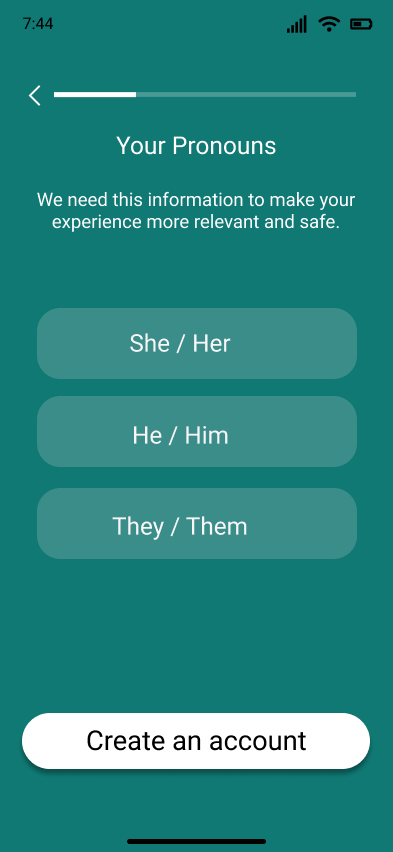 7:44
Your Pronouns
We need this information to make your
experience more relevant and safe.
She / Her
He / Him
They / Them
Create an account